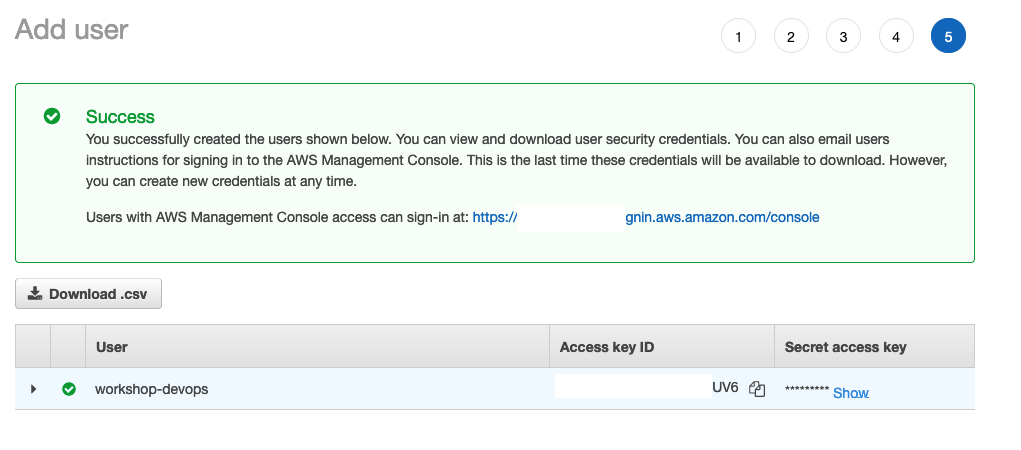 Add user
1 2 3 4 5
Success
You successfully created the users shown below. You can view and download user security credentials. You can also email users
instructions for signing in to the AWS Management Console. This is the last time these credentials will be available to download. However,
you can create new credentials at any time.
Users with AWS Management Console access can sign-in at: https:// gnin.aws.amazon.com/console
Download .csv
User Access key ID Secret access key
workshop-devops UV6 ********* Show